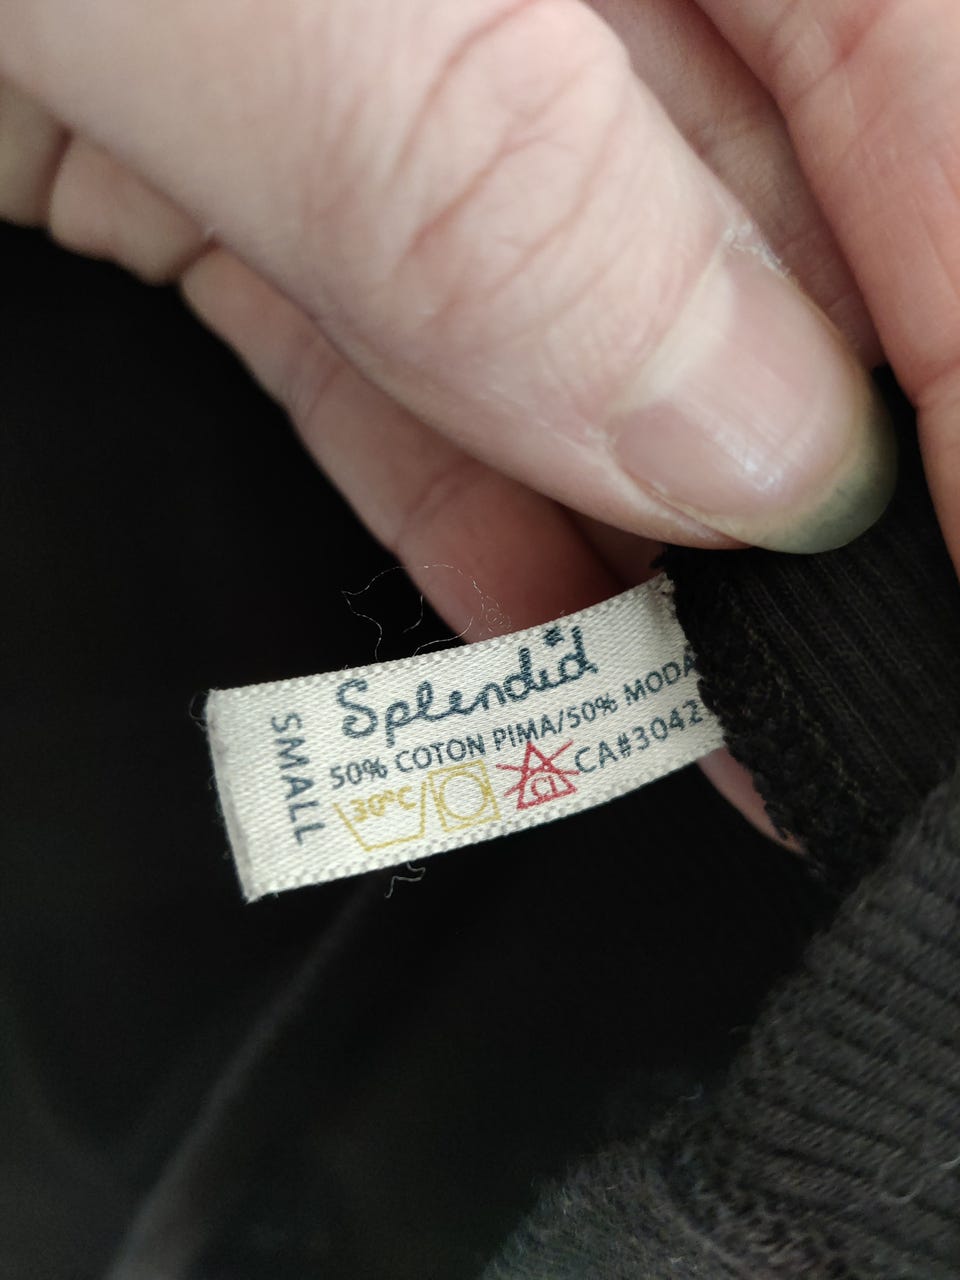 Splendid
50% COTON PIMA/50% MODA
30°C CL CA#3042
SMALL